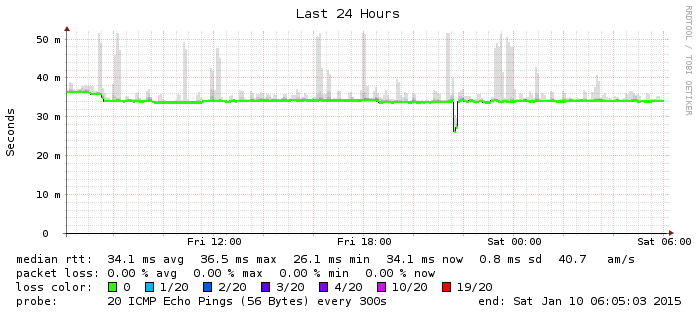 Last 24 Hours
RRDTOOL / TOBI OETIKER
Seconds
50 m
40 m
30 m
20 m
10 m
0
Fri 12:00 Fri 18:00 Sat 00:00 Sat 06:00
median rtt: 34.1 ms avg 36.5 ms max 26.1 ms min 34.1 ms now 0.8 ms sd 40.7 am/s
packet loss: 0.00 % avg 0.00 % max 0.00 % min 0.00 % now
loss color: 0 1/20 2/20 3/20 4/20 10/20 19/20
probe: 20 ICMP Echo Pings (56 Bytes) every 300s end: Sat Jan 10 06:05:03 2015